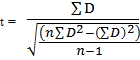 t = ∑ D / √((n∑D² − (∑D)²) / n−1)